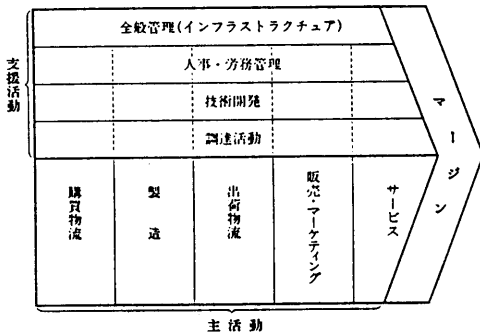 支援活動
全般管理(インフラストラクチュア)
人事・労務管理
技術開発
調達活動
購買物流
製造
出荷物流
販売・マーケティング
サービス
マージン
主活動